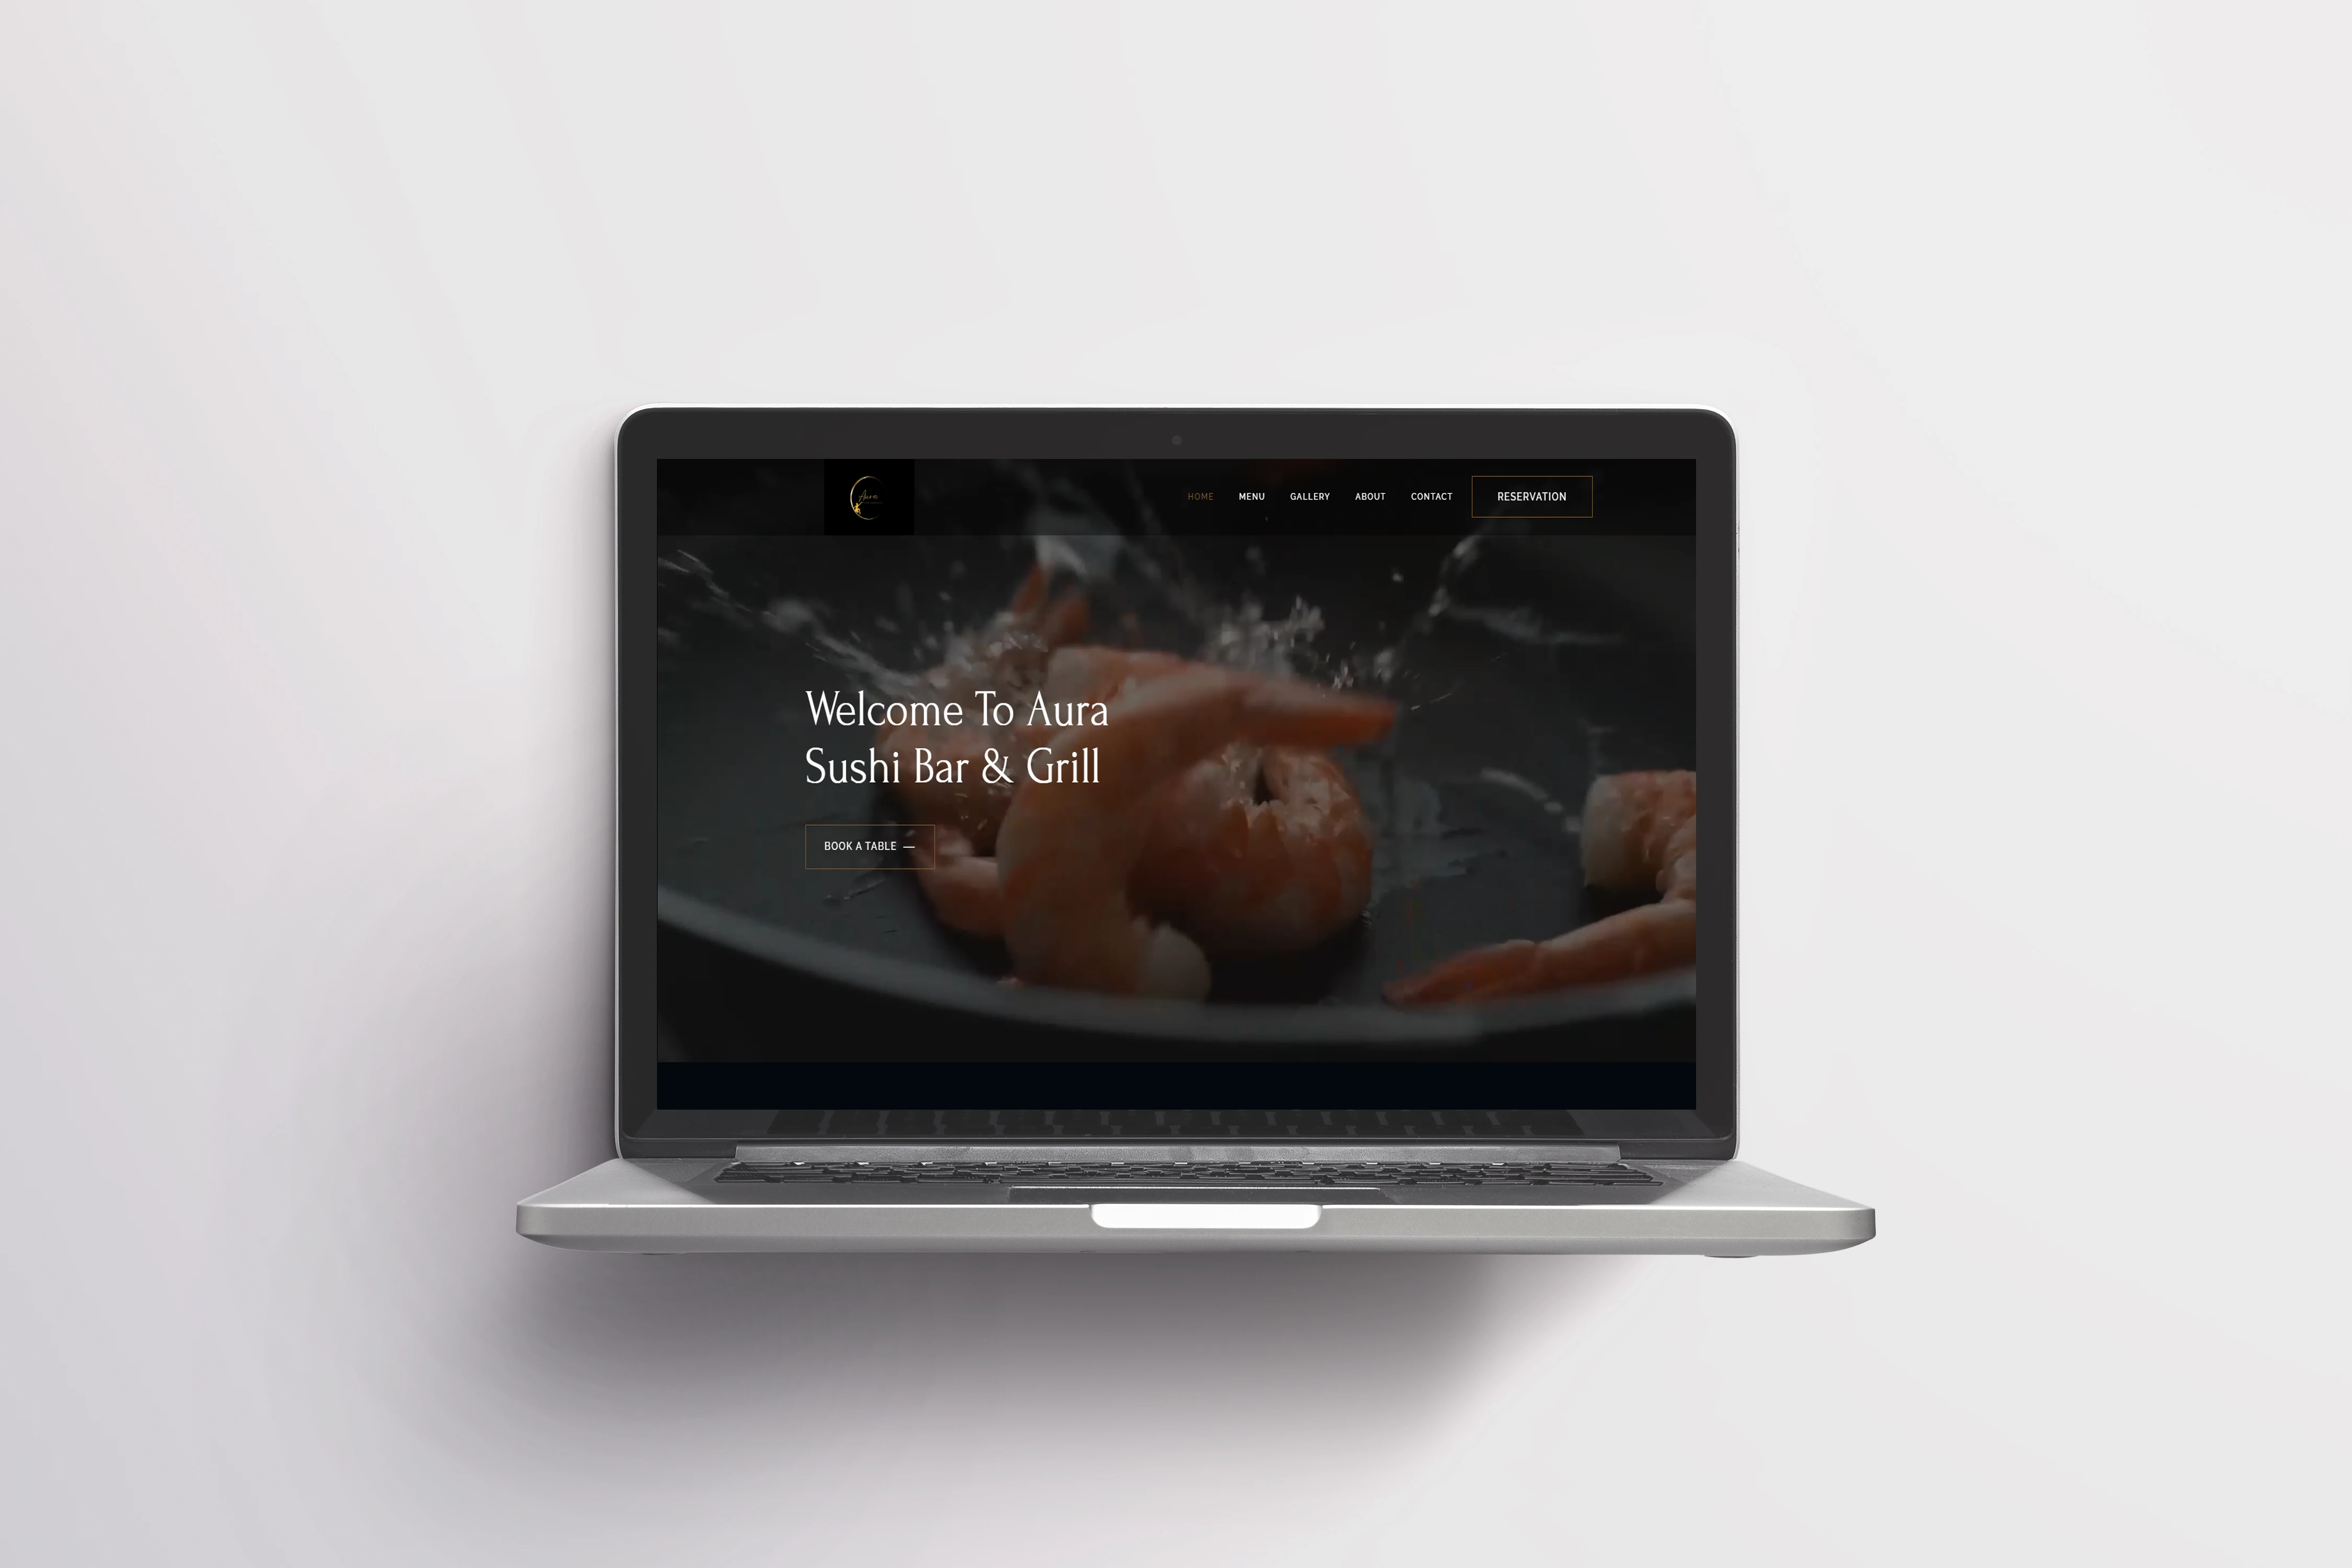 Aura
HOME MENU GALLERY ABOUT CONTACT RESERVATION
Welcome To Aura
Sushi Bar & Grill
BOOK A TABLE —